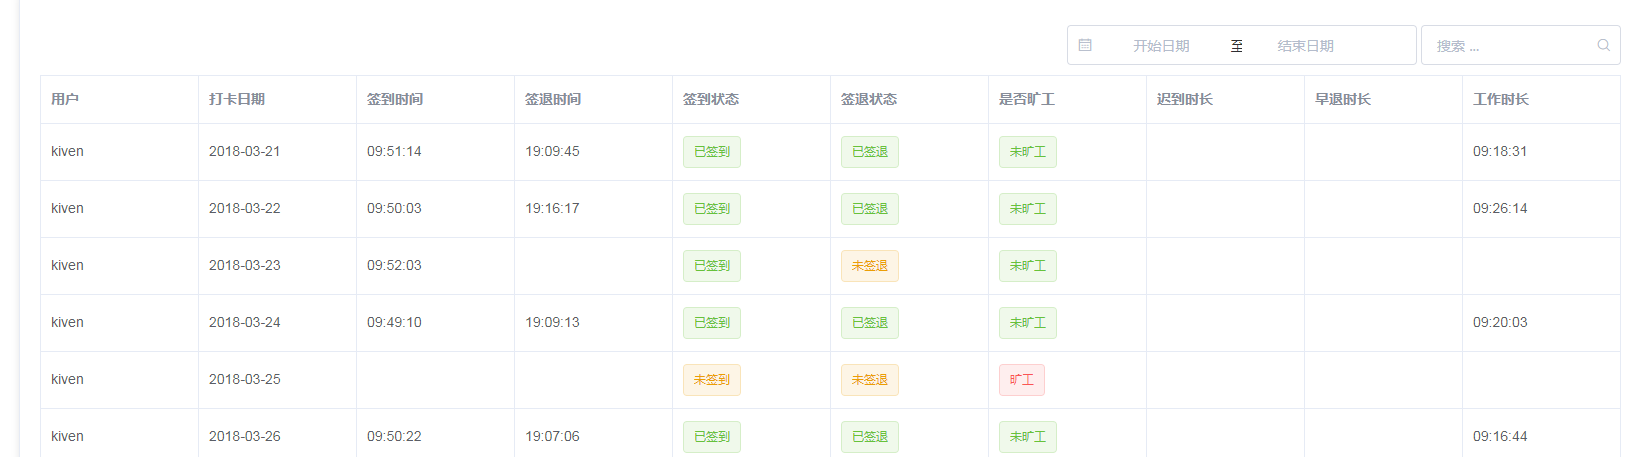 开始日期 至 结束日期 搜索 ...
用户 打卡日期 签到时间 签退时间 签到状态 签退状态 是否旷工 迟到时长 早退时长 工作时长
kiven 2018-03-21 09:51:14 19:09:45 已签到 已签退 未旷工 09:18:31
kiven 2018-03-22 09:50:03 19:16:17 已签到 已签退 未旷工 09:26:14
kiven 2018-03-23 09:52:03 已签到 未签退 未旷工
kiven 2018-03-24 09:49:10 19:09:13 已签到 已签退 未旷工 09:20:03
kiven 2018-03-25 未签到 未签退 旷工
kiven 2018-03-26 09:50:22 19:07:06 已签到 已签退 未旷工 09:16:44